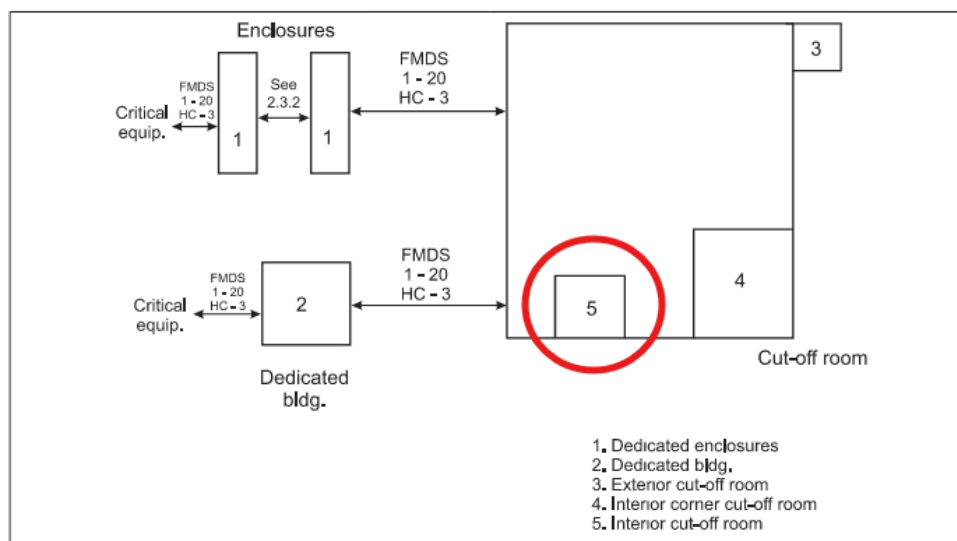 Enclosures
FMDS
1 - 20
HC - 3
See
2.3.2
FMDS
1 - 20
HC - 3
Critical
equip.
1
1
3
FMDS
1 - 20
HC - 3
Critical
equip.
2
FMDS
1 - 20
HC - 3
5
4
Dedicated
bldg.
Cut-off room
1. Dedicated enclosures
2. Dedicated bldg.
3. Exterior cut-off room
4. Interior corner cut-off room
5. Interior cut-off room